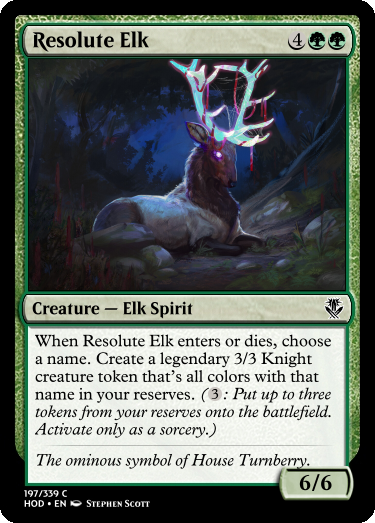 Resolute Elk 4
Creature — Elk Spirit
When Resolute Elk enters or dies, choose
a name. Create a legendary 3/3 Knight
creature token that's all colors with that
name in your reserves. (3: Put up to three
tokens from your reserves onto the battlefield.
Activate only as a sorcery.)
The ominous symbol of House Turnberry.
6/6
197/339 C
HOD • EN Stephen Scott